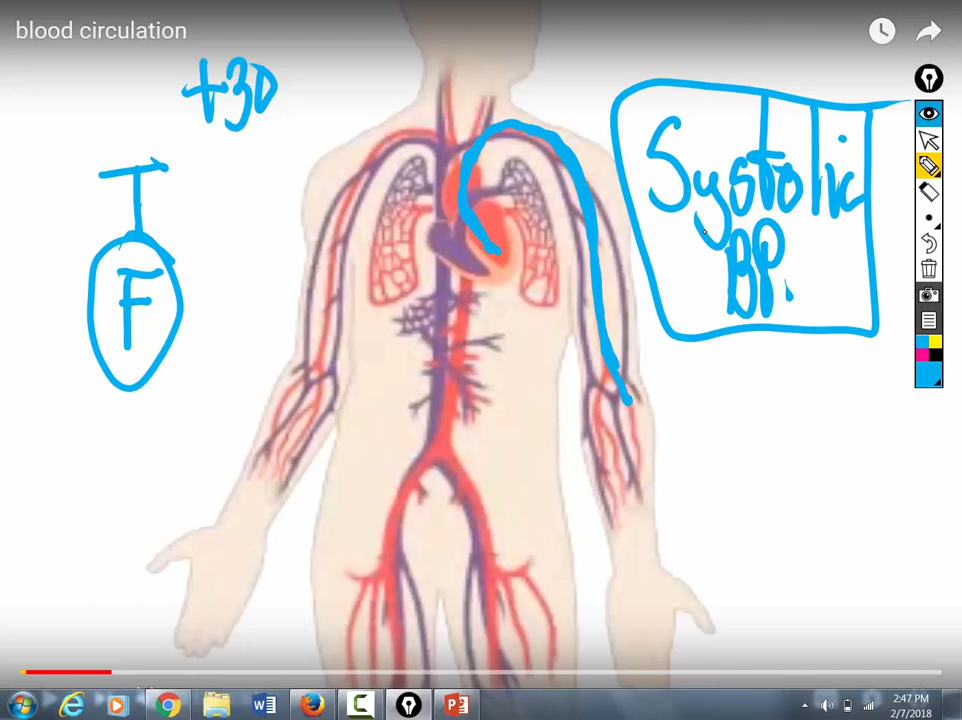 blood circulation
+30
Systolic
BP.
F
2:47 PM
2/7/2018